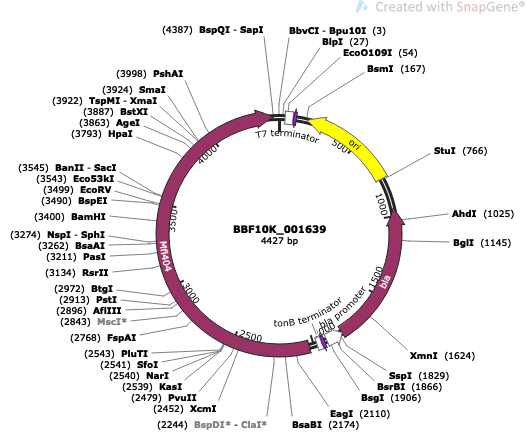 Created with SnapGene®
(4387) BspQI - SapI
BbvCI - Bpu10I (3)
BlpI (27)
EcoO109I (54)
BsmI (167)
(3998) PshAI
(3924) SmaI
(3922) TspMI - XmaI
(3887) BstXI
(3863) AgeI
(3793) HpaI
T7 terminator
ori
StuI (766)
(3545) BanII - SacI
(3543) Eco53kI
(3499) EcoRV
(3490) BspEI
(3400) BamHI
(3274) NspI - SphI
(3262) BsaAI
(3211) PasI
(3134) RsrII
(2972) BtgI
(2913) PstI
(2896) AflIII
(2843) MscI*
(2768) FspAI
(2543) PluTI
(2541) SfoI
(2540) NarI
(2539) KasI
(2479) PvuII
(2452) XcmI
(2244) BspDI* - ClaI*
BBF10K_001639
4427 bp
AhdI (1025)
BglI (1145)
bla
Mfl404
tonB terminator
bla promoter
XmnI (1624)
SspI (1829)
BsrBI (1866)
BsgI (1906)
EagI (2110)
BsaBI (2174)
500
1000
1500
2500
3000
3500
4000